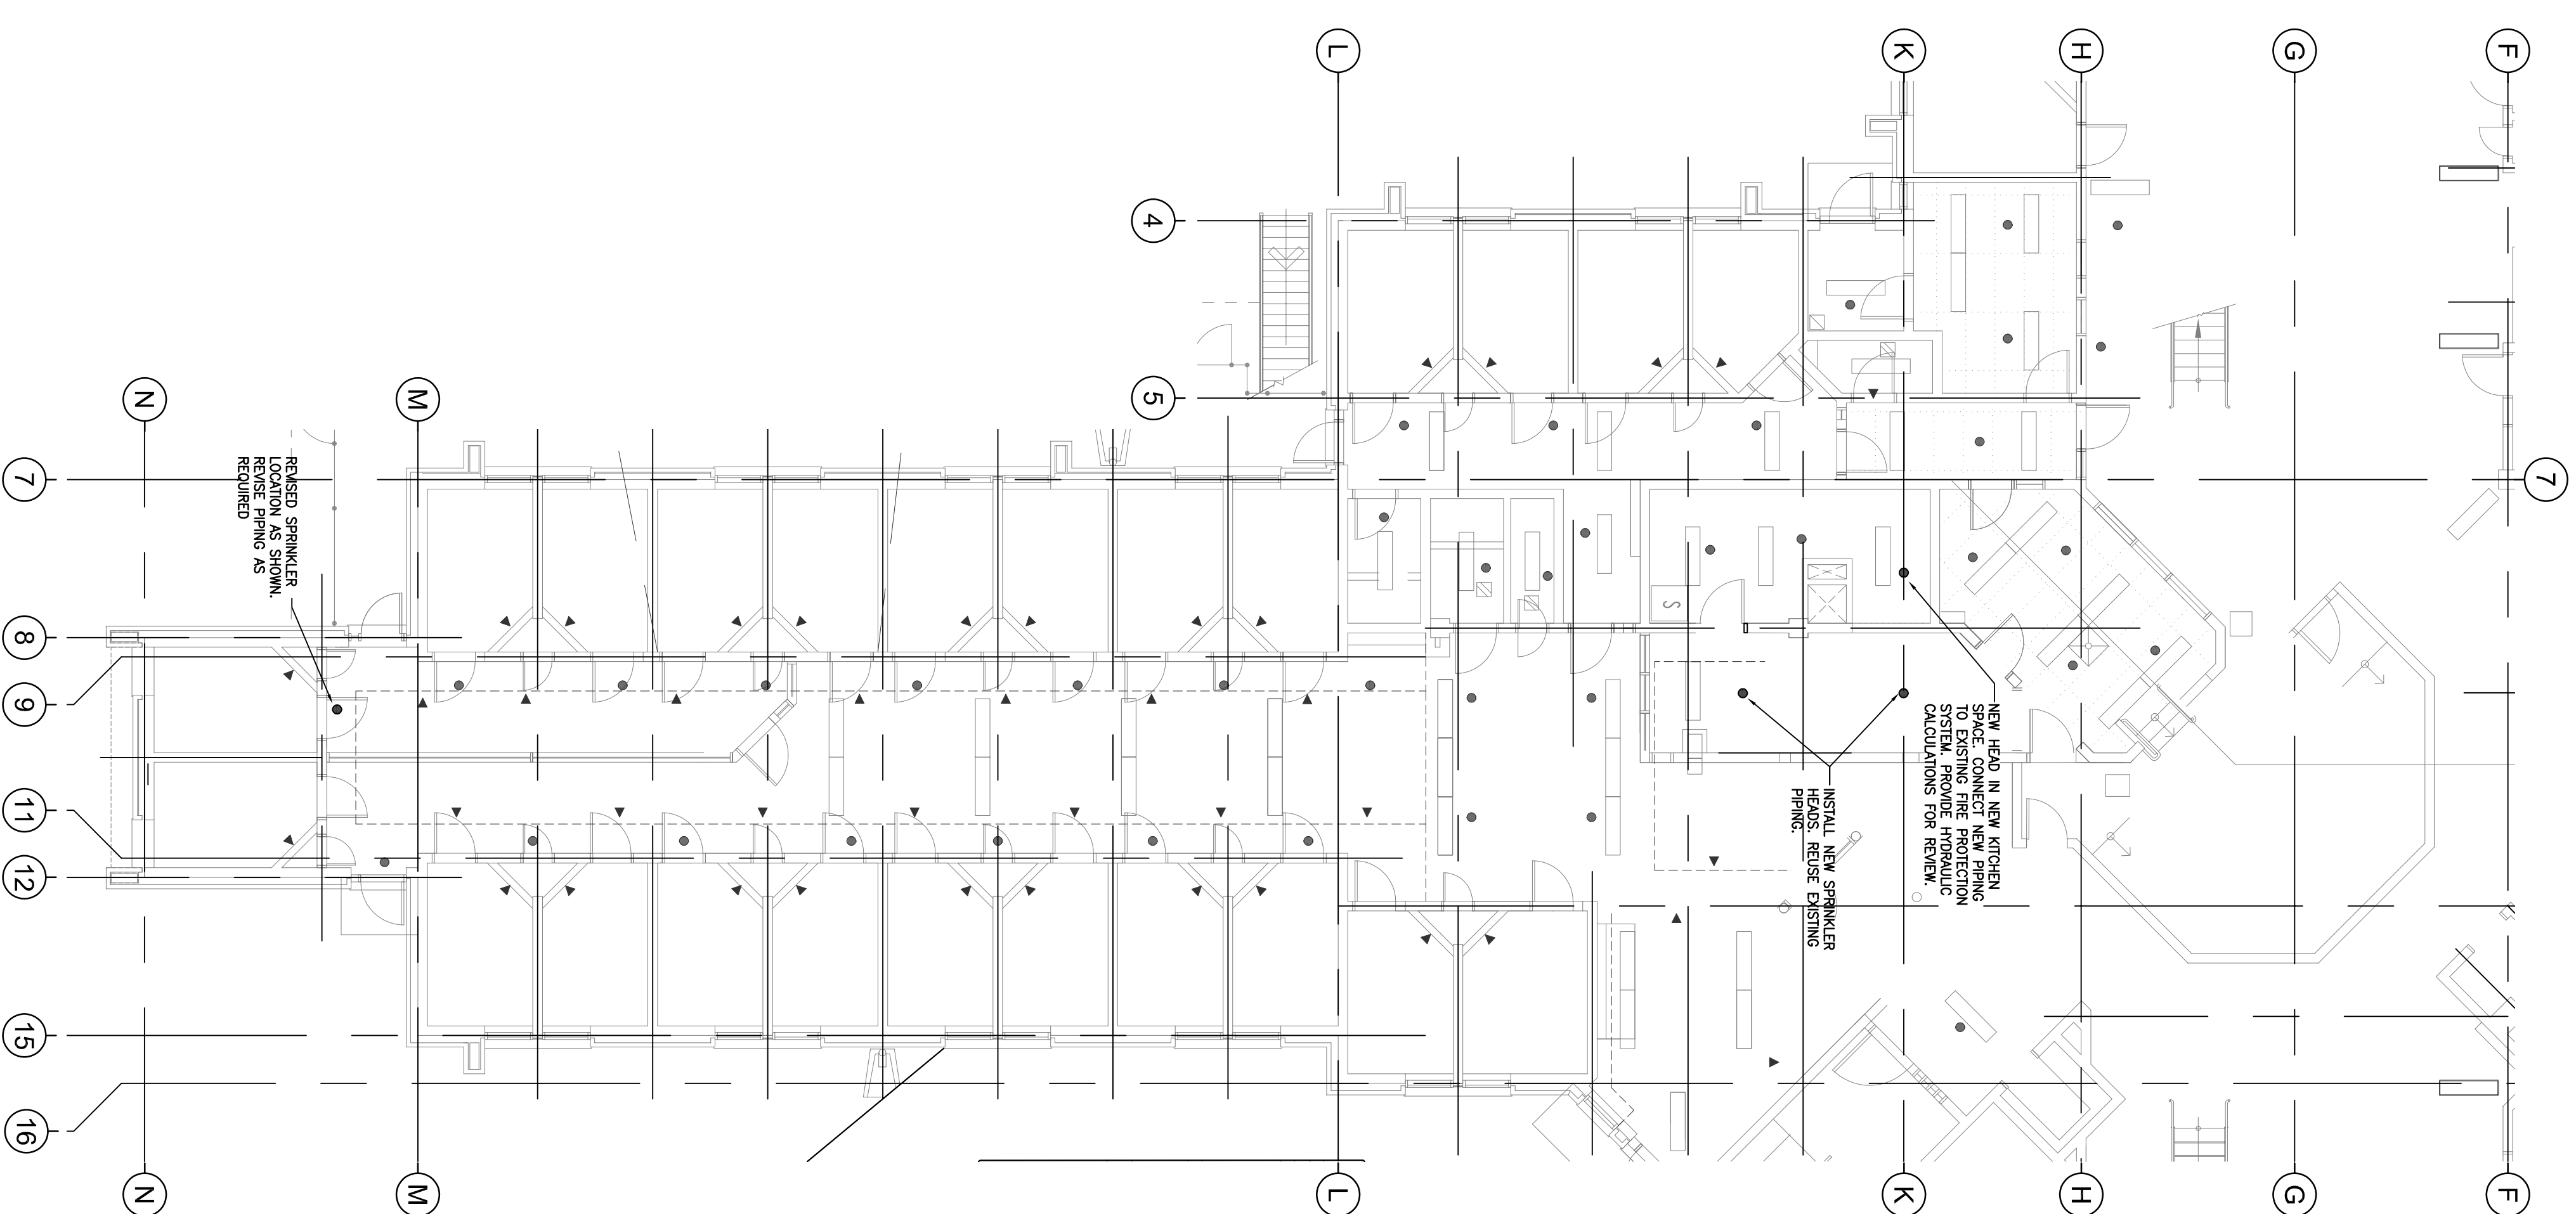 L
K
H
G
F
4
5
N
M
7
7
REVISED SPRINKLER
LOCATION AS SHOWN.
REVISE PIPING AS
REQUIRED
S
8
9
NEW HEAD IN NEW KITCHEN
SPACE. CONNECT NEW PIPING
TO EXISTING FIRE PROTECTION
SYSTEM. PROVIDE HYDRAULIC
CALCULATIONS FOR REVIEW.
INSTALL NEW SPRINKLER
HEADS. REUSE EXISTING
PIPING.
11
12
15
16
N
M
L
K
H
G
F